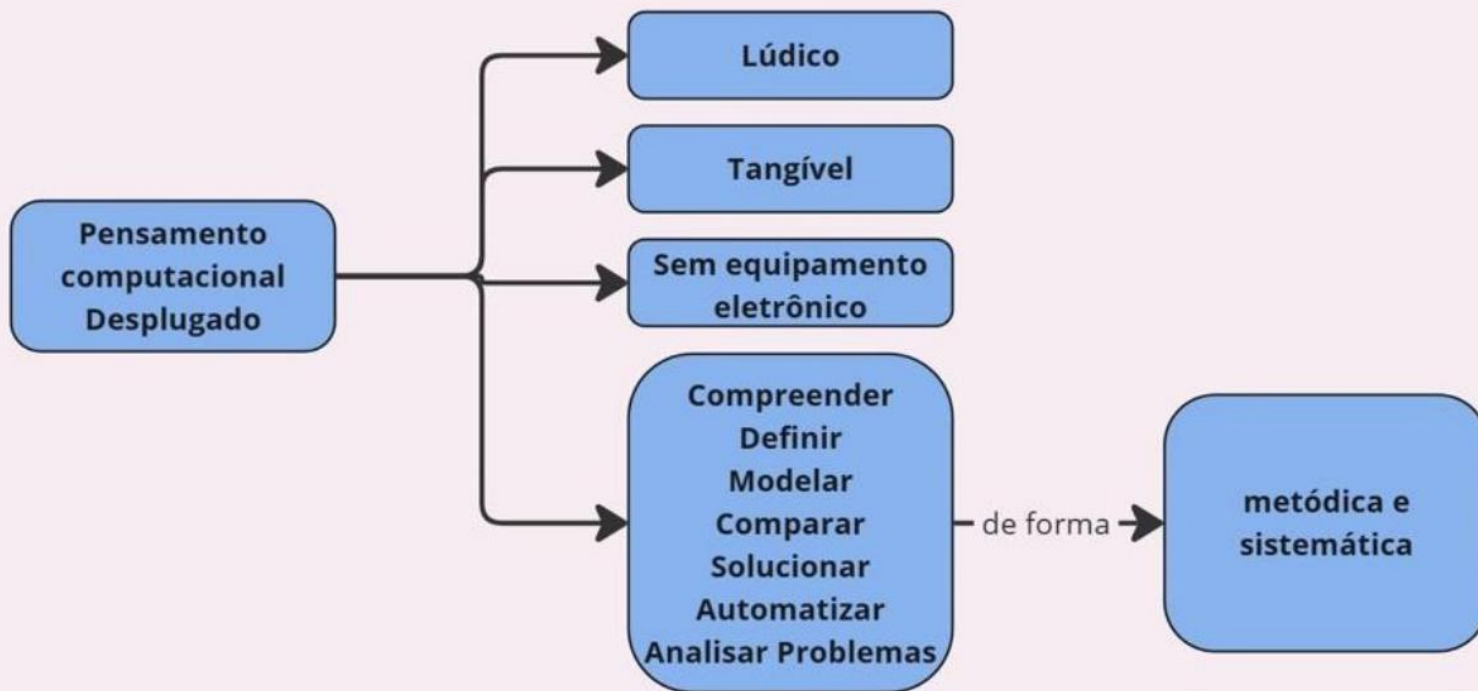 Pensamento
computacional
Desplugado
Lúdico
Tangível
Sem equipamento
eletrônico
Compreender
Definir
Modelar
Comparar
Solucionar
Automatizar
Analisar Problemas
de forma
metódica e
sistemática